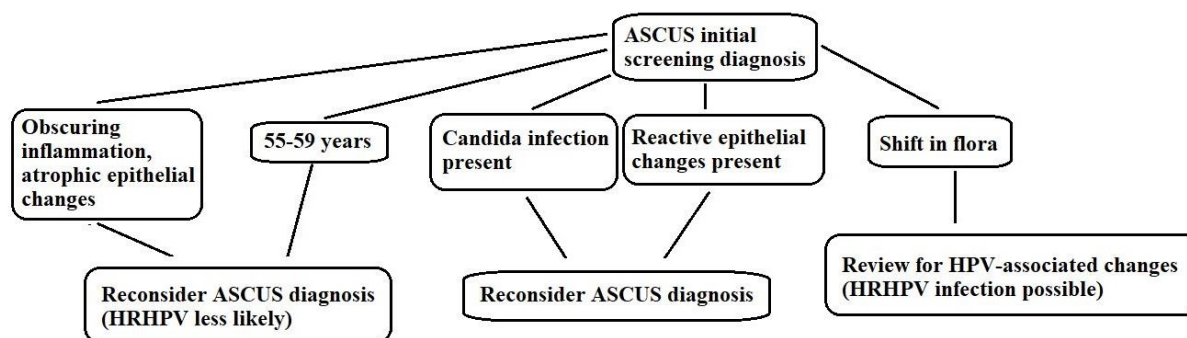 ASCUS initial
screening diagnosis
Obscuring
inflammation,
atrophic epithelial
changes
55-59 years
Candida infection
present
Reactive epithelial
changes present
Shift in flora
Reconsider ASCUS diagnosis
(HRHPV less likely)
Reconsider ASCUS diagnosis
Review for HPV-associated changes
(HRHPV infection possible)